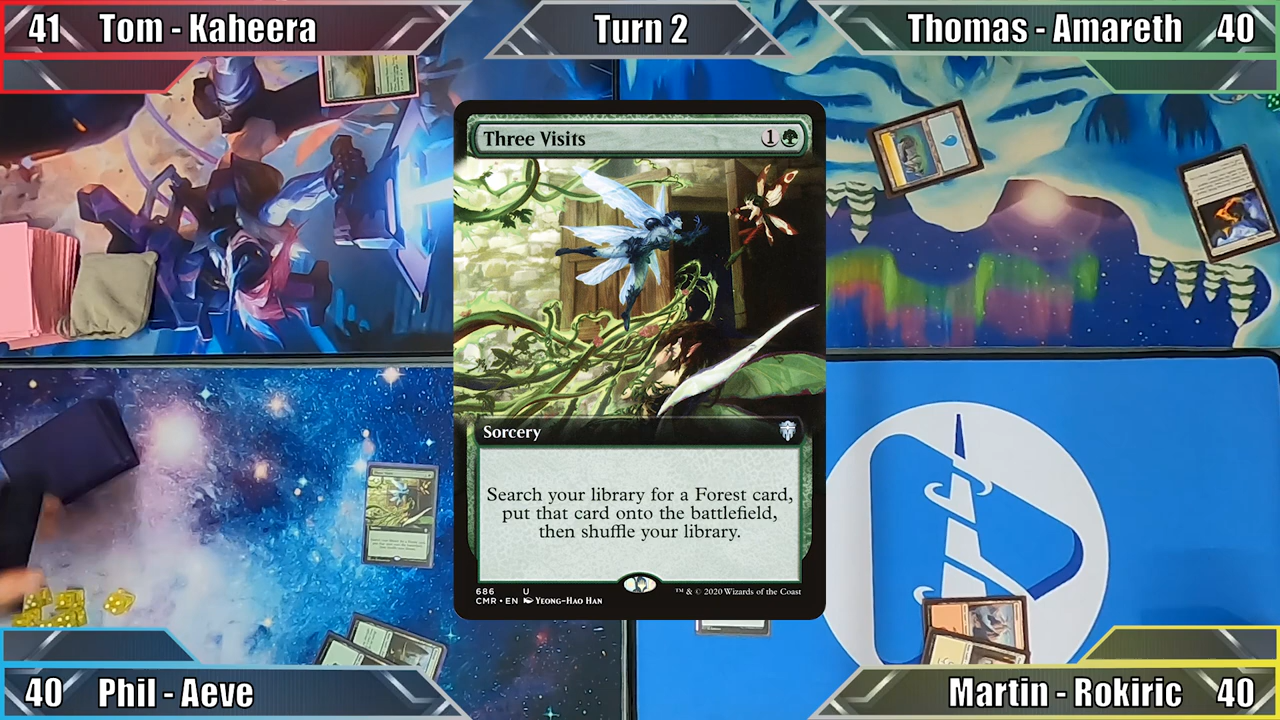 41 Tom - Kaheera
Turn 2
Thomas - Amareth 40
Three Visits 1
Sorcery
Search your library for a Forest card,
put that card onto the battlefield,
then shuffle your library.
686 U
CMR • EN Yeong-Hao Han
™ & © 2020 Wizards of the Coast
40 Phil - Aeve
Martin - Rokiric 40